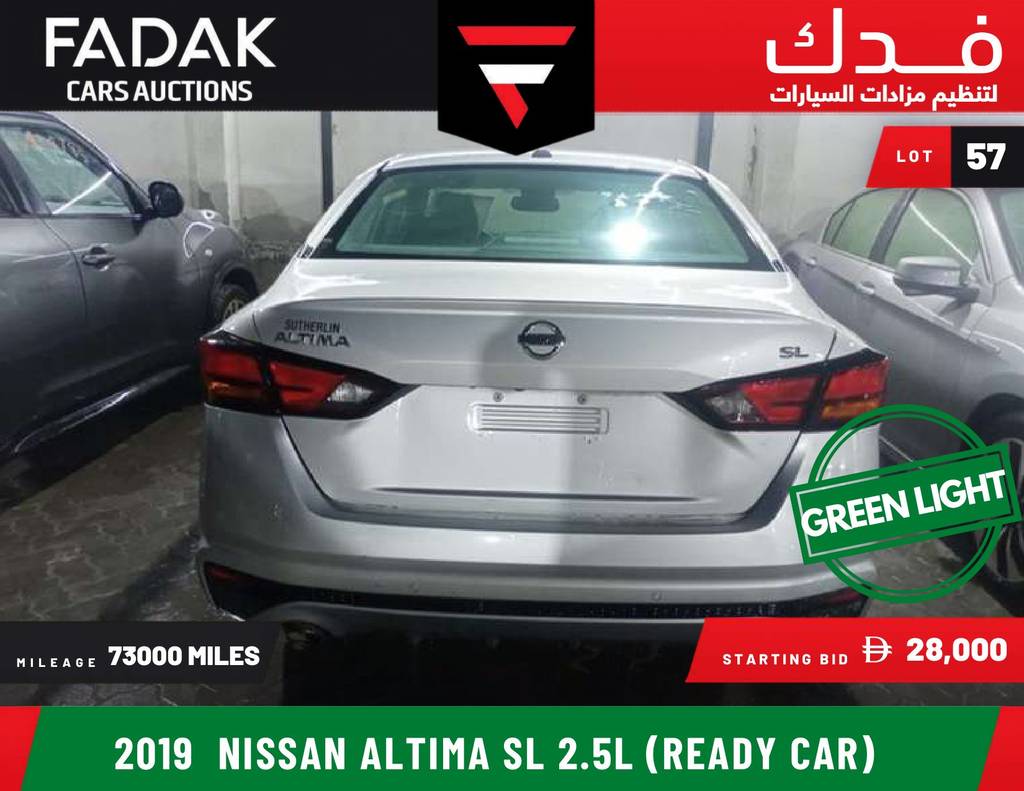 FADAK
CARS AUCTIONS
فدك
لتنظيم مزادات السيارات
LOT 57
SUTHERLIN
ALTIMA
SL
GREEN LIGHT
MILEAGE 73000 MILES
STARTING BID 28,000
2019 NISSAN ALTIMA SL 2.5L (READY CAR)